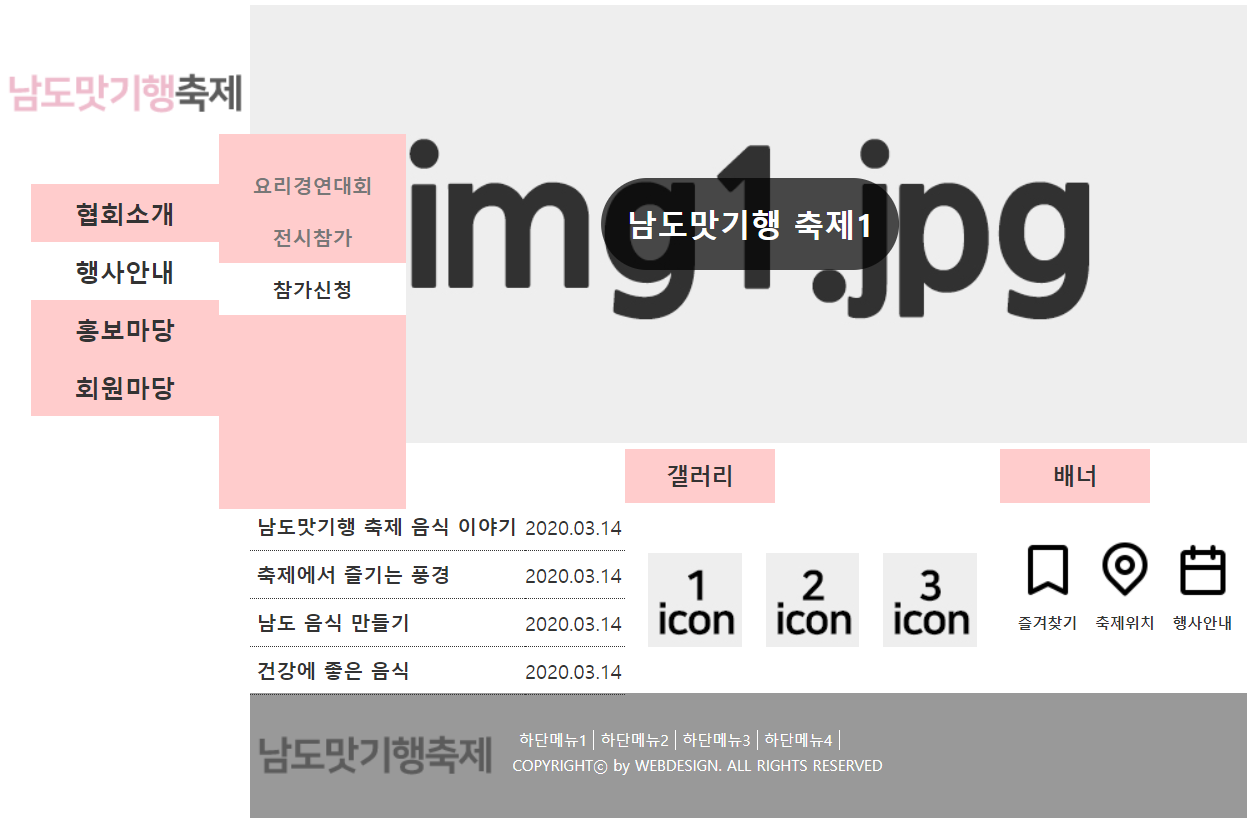 남도맛기행축제
협회소개
행사안내
홍보마당
회원마당
요리경연대회
전시참가
참가신청
img1.jpg
남도맛기행 축제1
남도맛기행 축제 음식 이야기 2020.03.14
축제에서 즐기는 풍경 2020.03.14
남도 음식 만들기 2020.03.14
건강에 좋은 음식 2020.03.14
갤러리
1 icon
2 icon
3 icon
배너
즐겨찾기 축제위치 행사안내
남도맛기행축제
하단메뉴1 | 하단메뉴2 | 하단메뉴3 | 하단메뉴4 |
COPYRIGHTⓒ by WEBDESIGN. ALL RIGHTS RESERVED